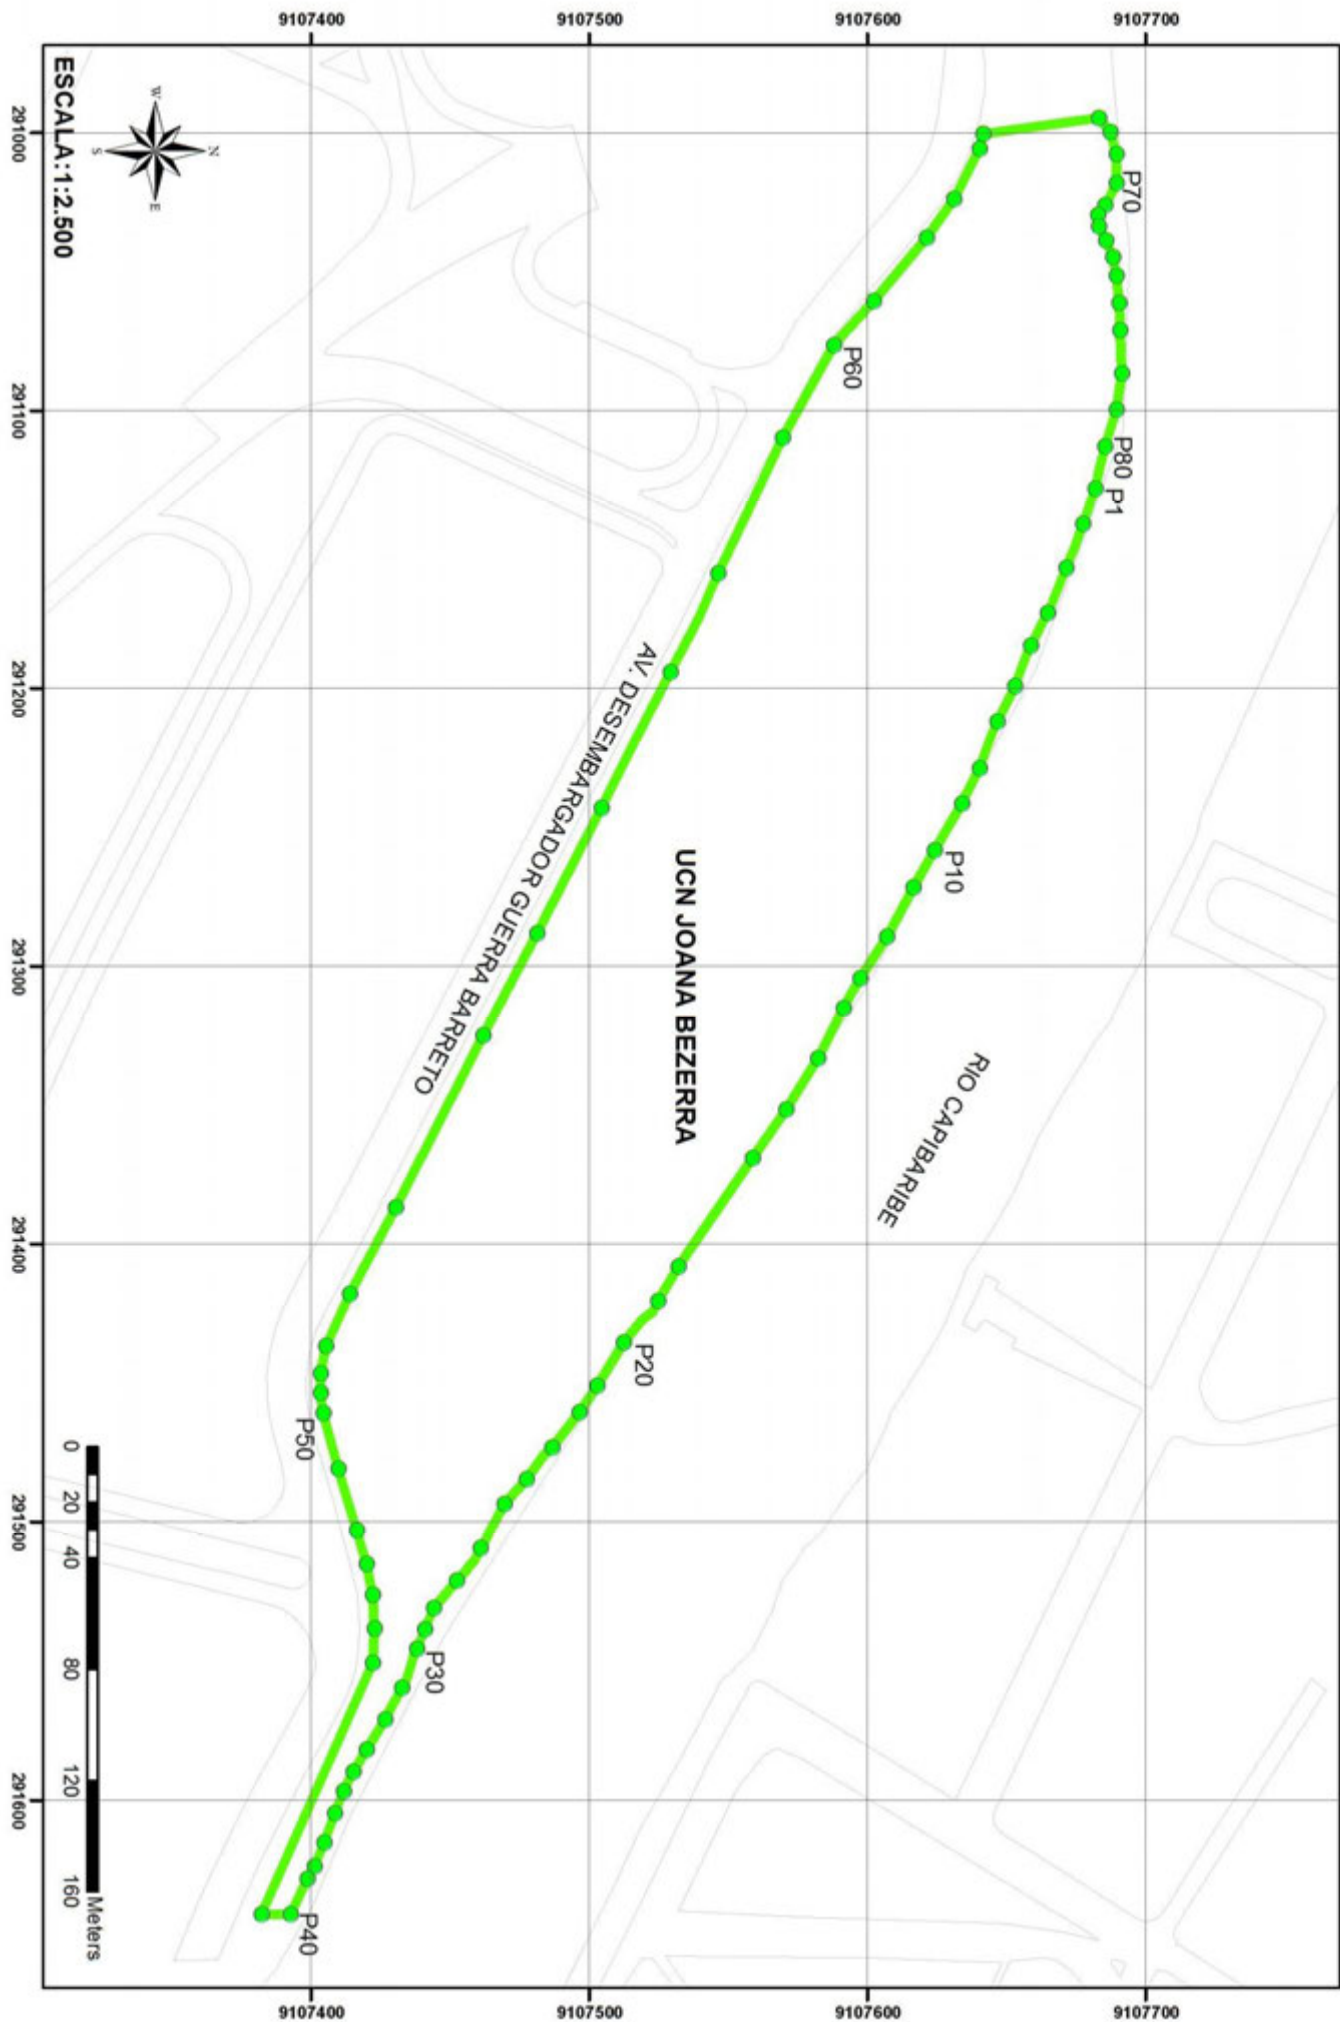 9107400
9107500
9107600
9107700
ESCALA:1:2.500
W
N
S
E
291000
291100
291200
291300
291400
291500
291600
P70
P60
P80
P1
AV. DESEMBARGADOR GUERRA BARRETO
UCN JOANA BEZERRA
P10
RIO CAPIBARIBE
P20
P50
P30
P40
0
20
40
80
120
160
Meters
9107400
9107500
9107600
9107700